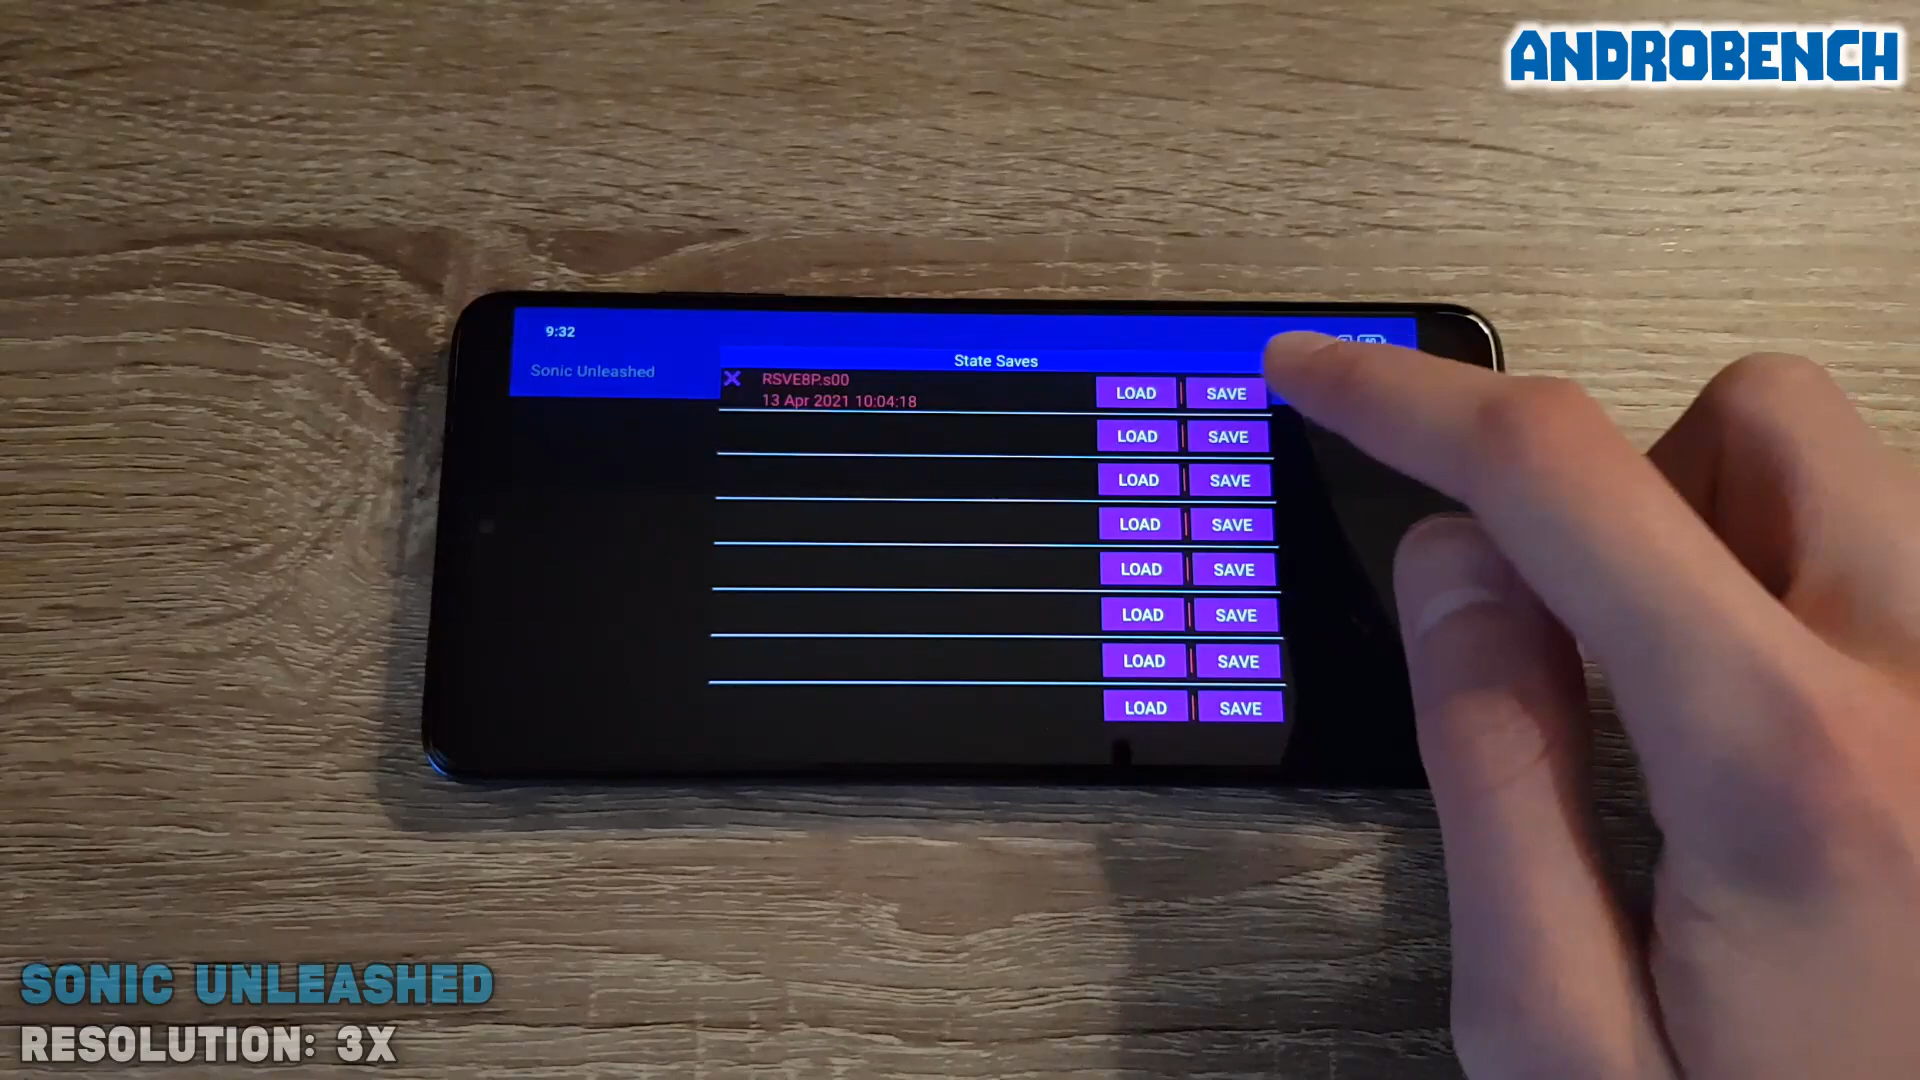 ANDROBENCH
9:32
Sonic Unleashed
State Saves
RSVE8P.s00
13 Apr 2021 10:04:18
LOAD SAVE
LOAD SAVE
LOAD SAVE
LOAD SAVE
LOAD SAVE
LOAD SAVE
LOAD SAVE
LOAD SAVE
SONIC UNLEASHED
RESOLUTION: 3X